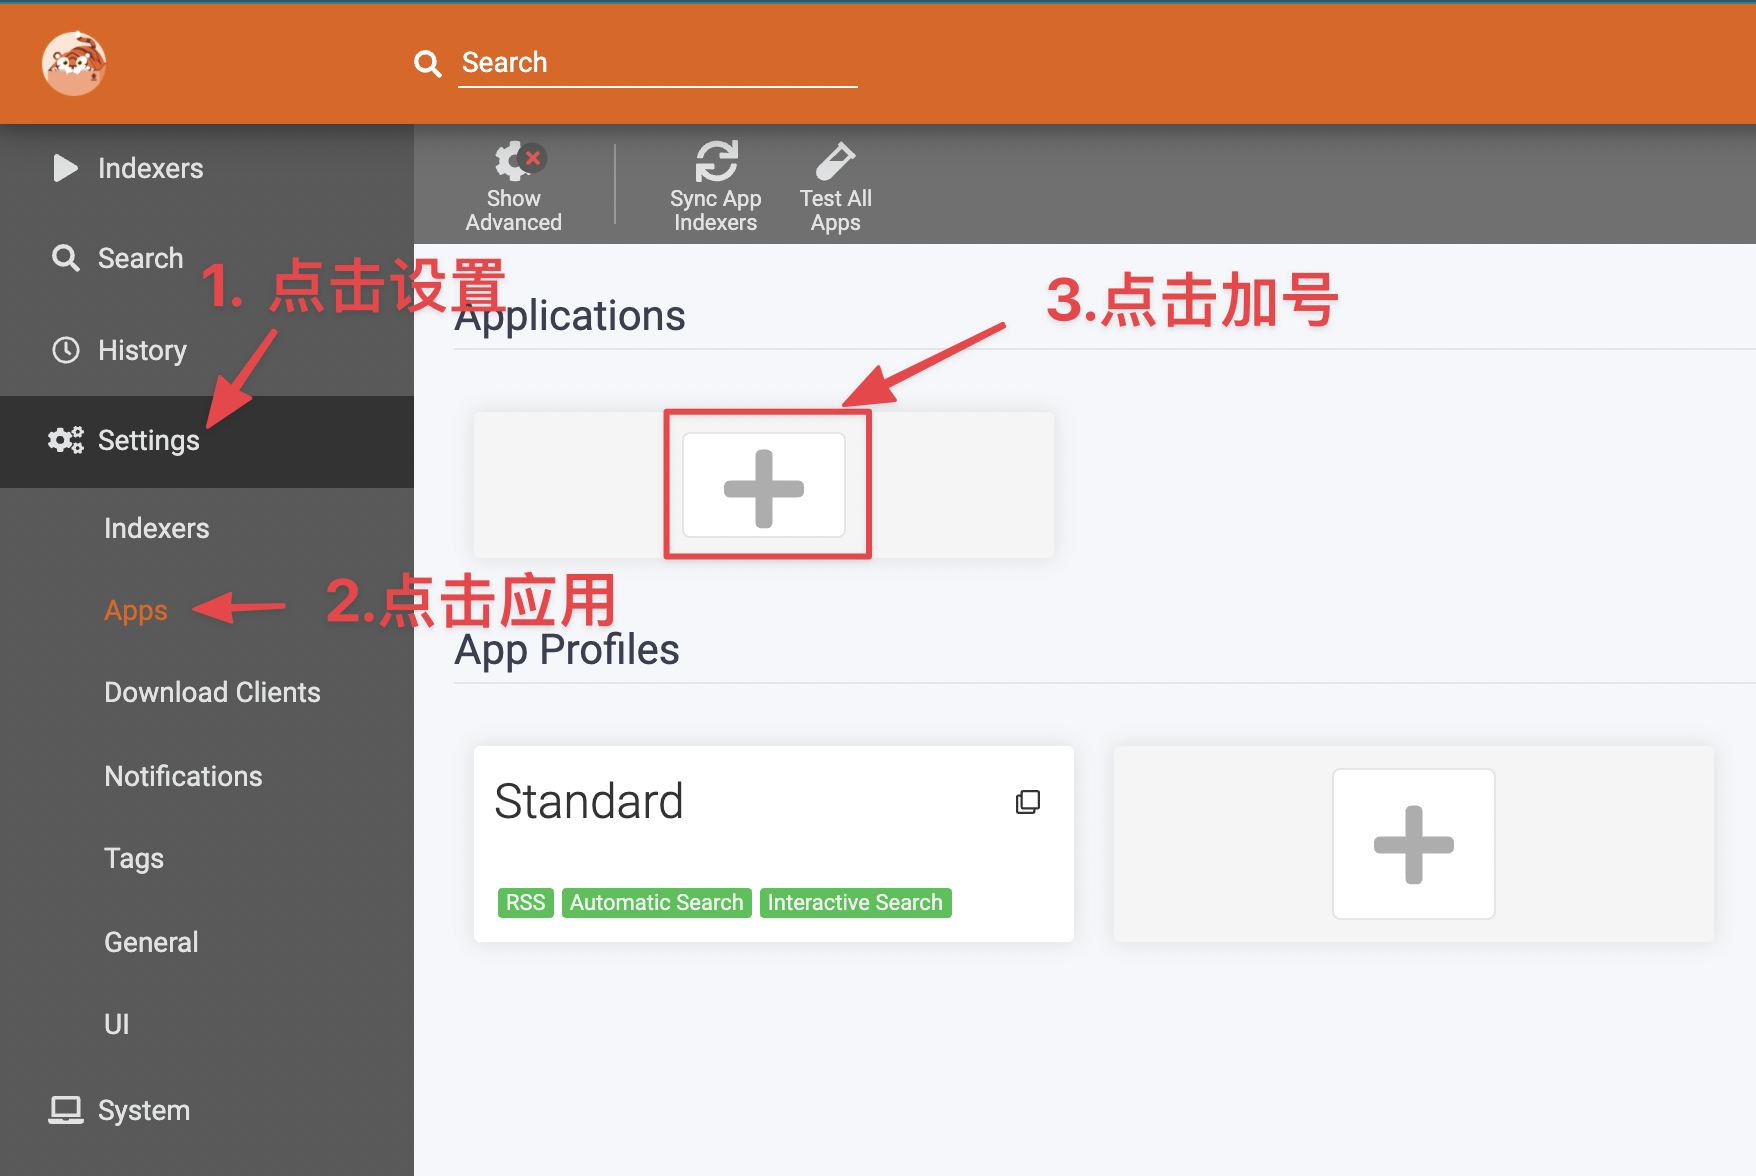 Search
Indexers
Search
History
Settings
Indexers
Apps
Download Clients
Notifications
Tags
General
UI
System
Show
Advanced
Sync App
Indexers
Test All
Apps
1. 点击设置
Applications
3.点击加号
2.点击应用
App Profiles
Standard
RSS Automatic Search Interactive Search